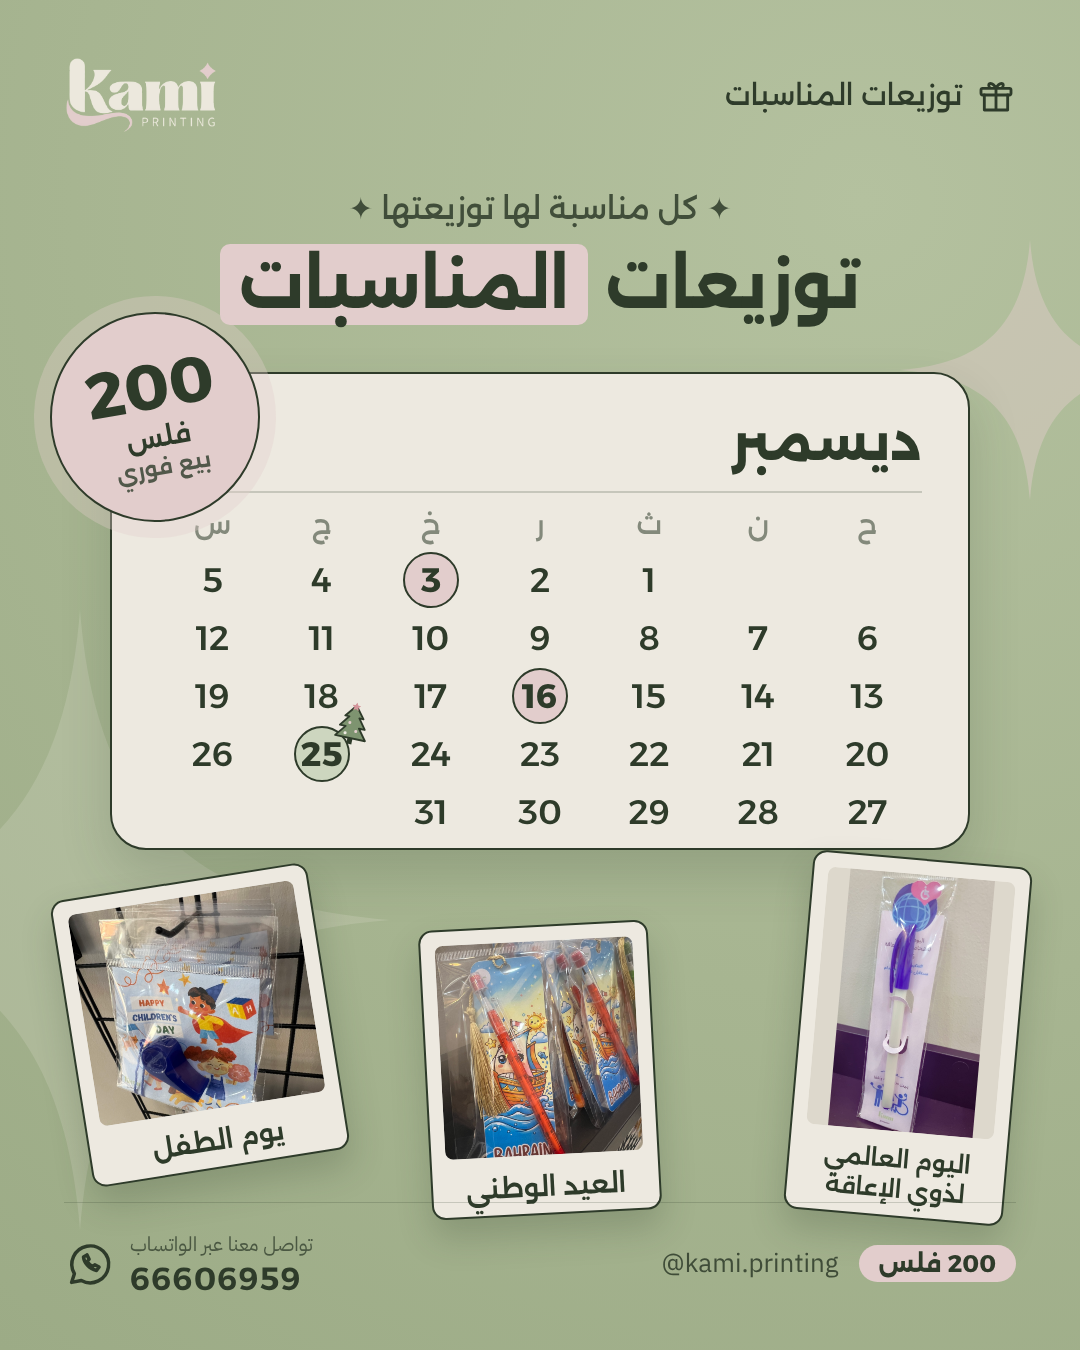 kami
PRINTING
توزيعات المناسبات
✦ كل مناسبة لها توزيعتها ✦
توزيعات المناسبات
200
فلس
بيع فوري
ديسمبر
ح ن ث ر خ ج س
1 2 3 4 5
6 7 8 9 10 11 12
13 14 15 16 17 18 19
20 21 22 23 24 25 26
27 28 29 30 31
HAPPY
CHILDREN'S
DAY
يوم الطفل
BAHRAIN
العيد الوطني
اليوم العالمي
لذوي الإعاقة
200 فلس
@kami.printing
تواصل معنا عبر الواتساب
66606959